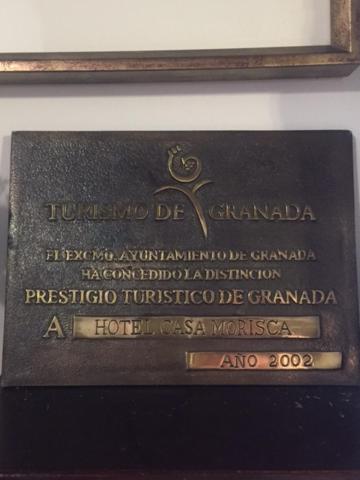 TURISMO DE GRANADA
EL EXCMO. AYUNTAMIENTO DE GRANADA
HA CONCEDIDO LA DISTINCION
PRESTIGIO TURISTICO DE GRANADA
A HOTEL CASA MORISCA
AÑO 2002